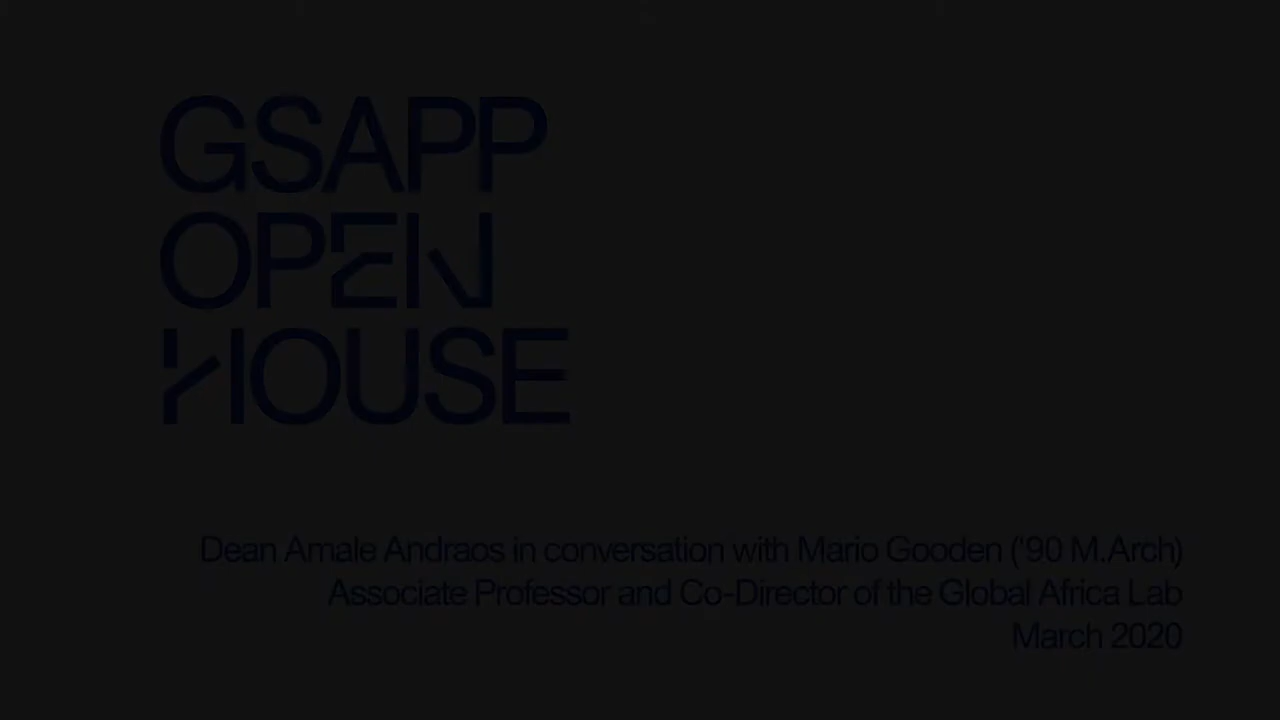 GSAPP
OPEN
HOUSE
Dean Amale Andraos in conversation with Mario Gooden ('90 M.Arch)
Associate Professor and Co-Director of the Global Africa Lab
March 2020